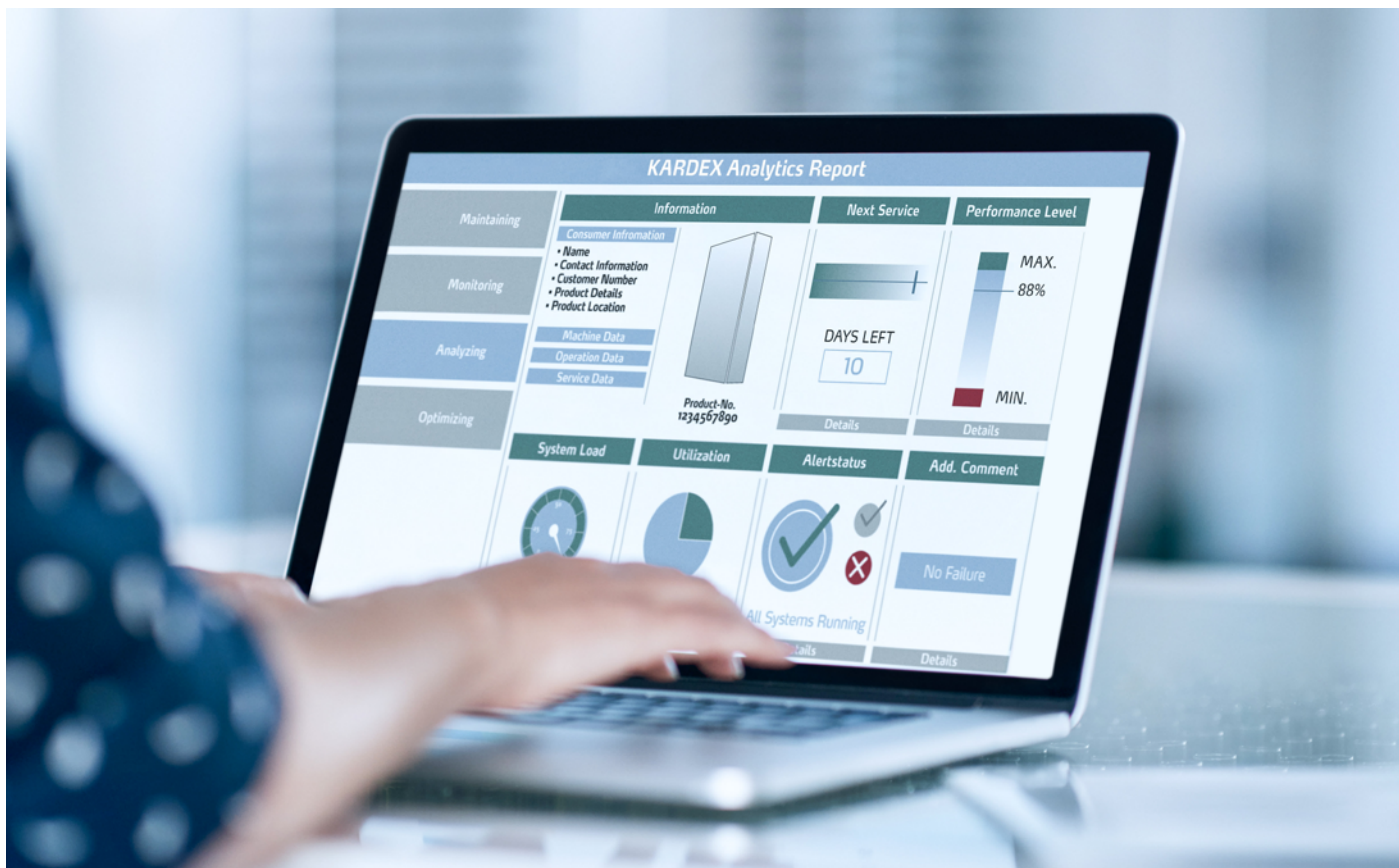 KARDEX Analytics Report
Maintaining
Monitoring
Analyzing
Optimizing
Information
Consumer Infromation
• Name
• Contact Information
• Customer Number
• Product Details
• Product Location
Machine Data
Operation Data
Service Data
Product-No.
1234567890
Next Service
DAYS LEFT
10
Details
Performance Level
MAX.
88%
MIN.
Details
System Load
Utilization
Alertstatus
All Systems Running
Add. Comment
No Failure
Details